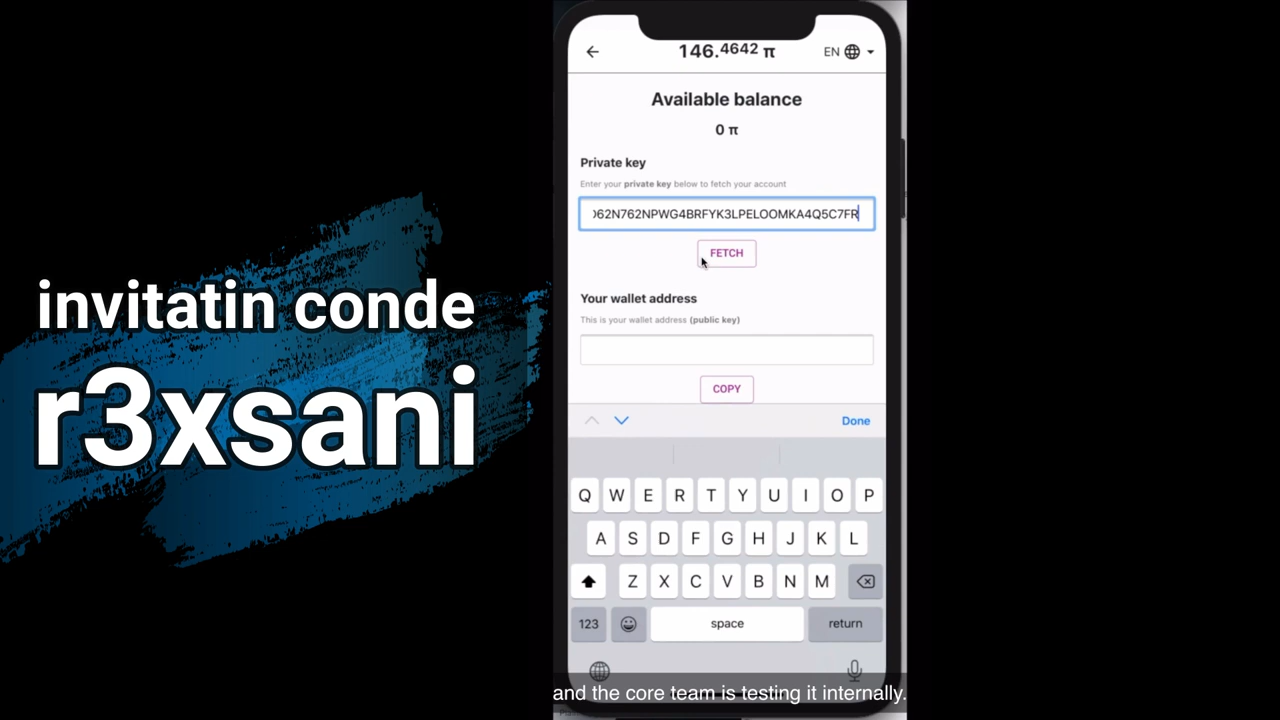 invitatin conde
r3xsani
146.4642 π
EN
Available balance
0 π
Private key
Enter your private key below to fetch your account
62N762NPWG4BRFYK3LPELOOMKA4Q5C7FR
FETCH
Your wallet address
This is your wallet address (public key)
COPY
Done
Q W E R T Y U I O P
A S D F G H J K L
Z X C V B N M
123 space return
and the core team is testing it internally.